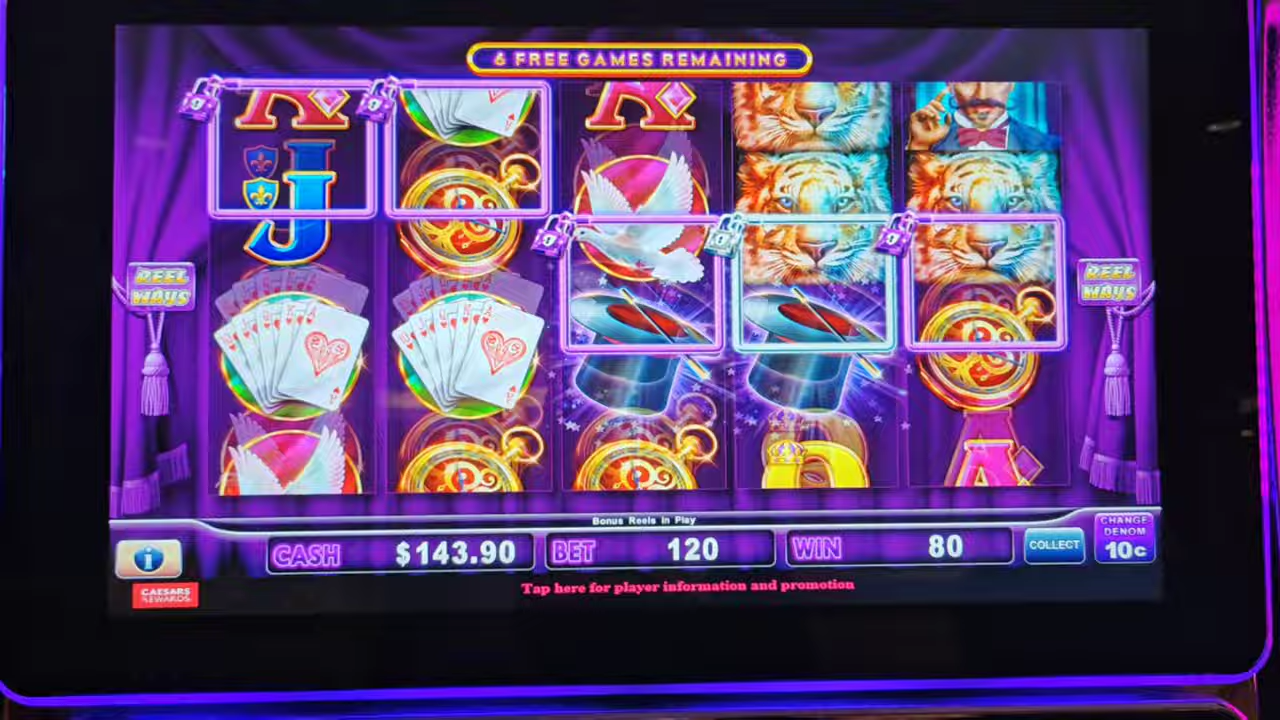 6 FREE GAMES REMAINING
REEL
WAYS
REEL
WAYS
J
A
Bonus Reels In Play
CASH $143.90
BET 120
WIN 80
COLLECT
CHANGE
DENOM
10¢
CAESARS
REWARDS
Tap here for player information and promotion